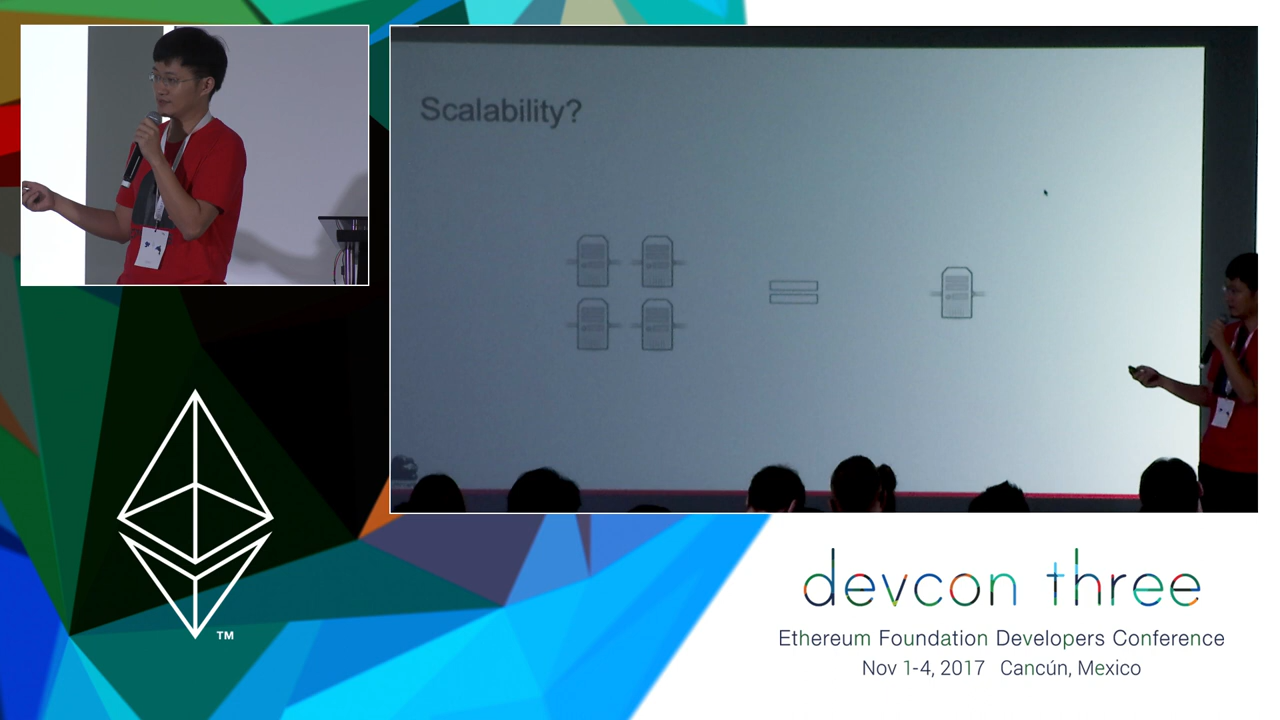 Scalability?
TM
devcon three
Ethereum Foundation Developers Conference
Nov 1-4, 2017 Cancún, Mexico